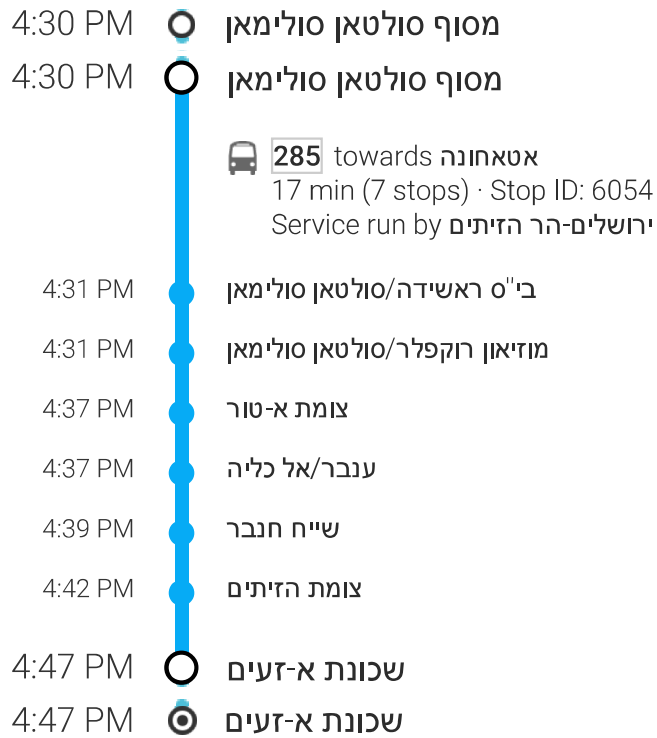 4:30 PM מסוף סולטאן סולימאן
4:30 PM מסוף סולטאן סולימאן
285 towards אטאחונה
17 min (7 stops) · Stop ID: 6054
Service run by ירושלים-הר הזיתים
4:31 PM בי"ס ראשידה/סולטאן סולימאן
4:31 PM מוזיאון רוקפלר/סולטאן סולימאן
4:37 PM צומת א-טור
4:37 PM ענבר/אל כליה
4:39 PM שייח חנבר
4:42 PM צומת הזיתים
4:47 PM שכונת א-זעים
4:47 PM שכונת א-זעים